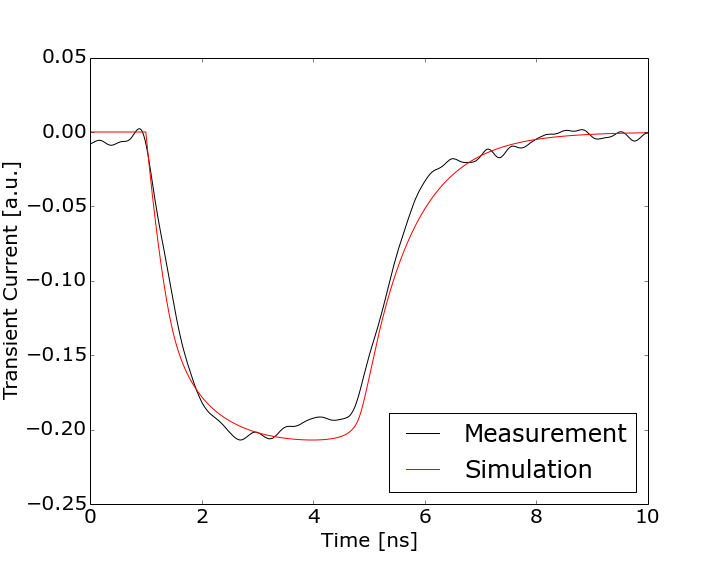 0.05
0.00
−0.05
−0.10
−0.15
−0.20
−0.25
Transient Current [a.u.]
Measurement
Simulation
0 2 4 6 8 10
Time [ns]